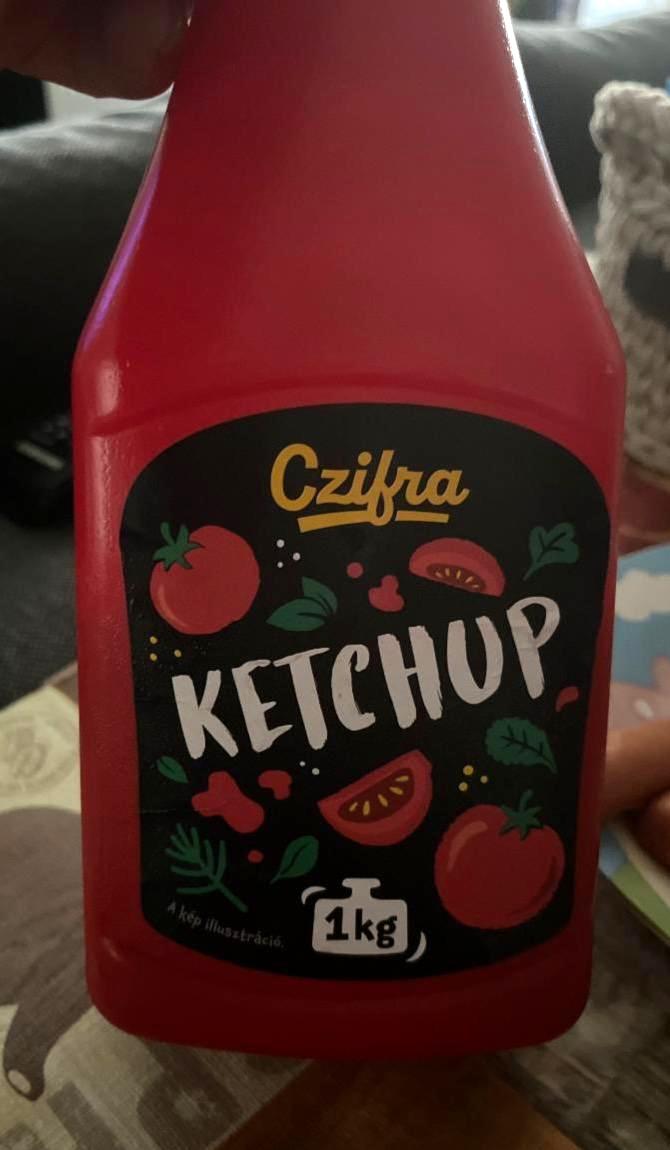 Czifra
KETCHUP
1kg
A kép illusztráció.